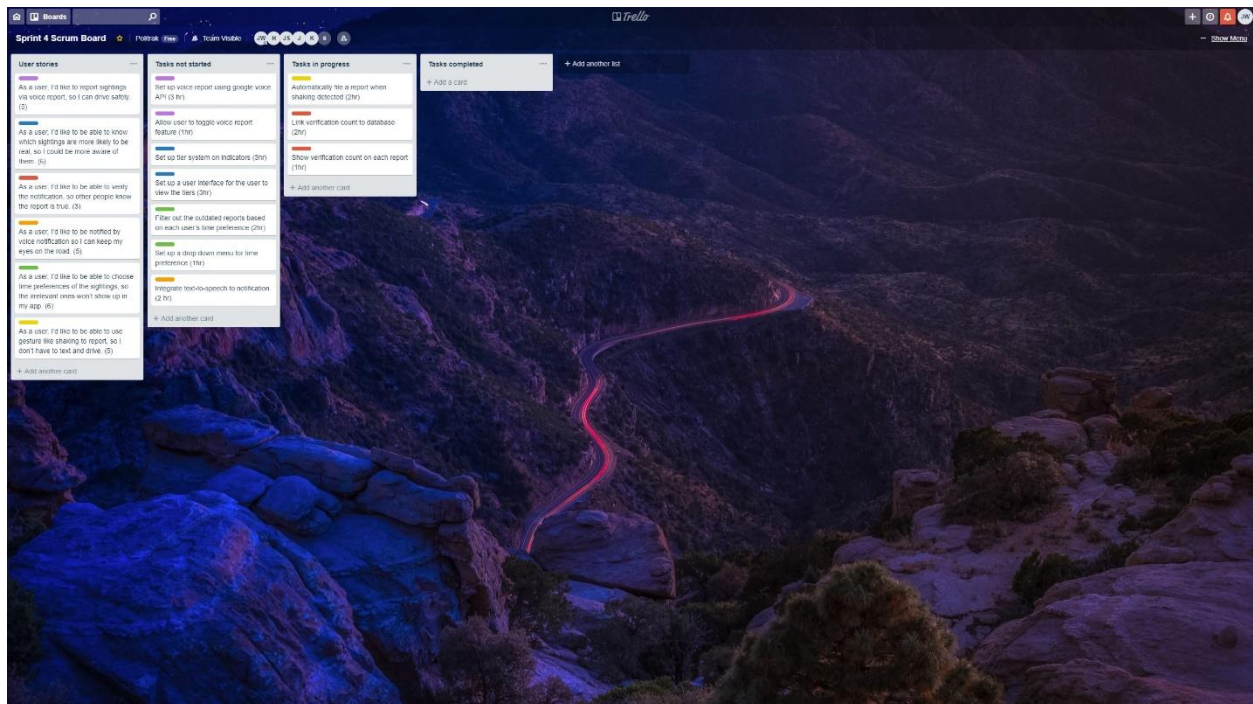 Boards
Trello
JW
Sprint 4 Scrum Board
Free
Team Visible
JW H JS J K
Show Menu
User stories
As a user, I'd like to report sightings
via voice report, so I can drive safely.
As a user, I'd like to be able to know
which sightings are more likely to be
real, so I could be more aware of
them.
As a user, I'd like to be able to verify
the notification, so other people know
the report is true. (3)
As a user, I'd like to be notified by
voice notification so I can keep my
eyes on the road. (5)
As a user, I'd like to be able to choose
time preferences of the sightings, so
the irrelevant ones won't show up in
my app. (6)
As a user, I'd like to be able to use
gesture like shaking to report, so I
don't have to text and drive. (5)
+ Add another card
Tasks not started
Set up voice report using google voice
API (3 hr)
Allow user to toggle voice report
feature (1hr)
Set up tier system on indicators (3hr)
Set up a user interface for the user to
view the tiers (3hr)
Filter out the outdated reports based
on each user's time preference (2hr)
Set up a drop down menu for time
preference (1hr)
Integrate text-to-speech to notification
(2 hr)
+ Add another card
Tasks in progress
Automatically file a report when
shaking detected (2hr)
Link verification count to database
(2hr)
Show verification count on each report
(1hr)
+ Add another card
Tasks completed
+ Add a card
+ Add another list